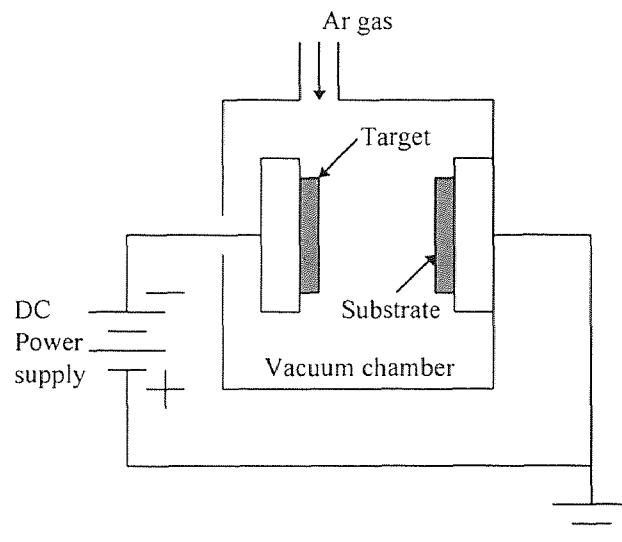 Ar gas
Target
Substrate
DC
Power
supply
−
+
Vacuum chamber